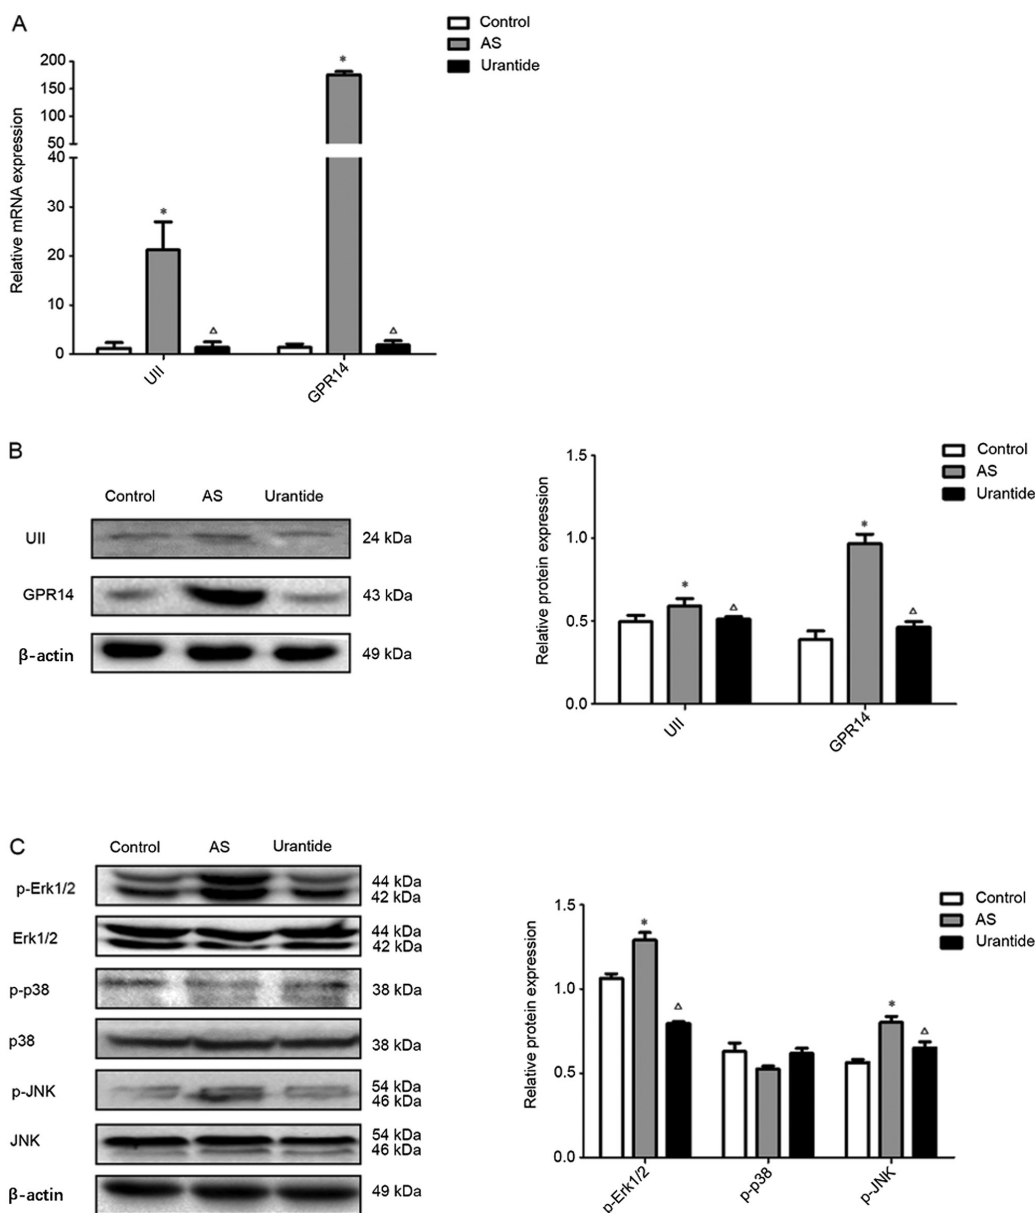 A
Control
AS
Urantide
Relative mRNA expression
200
150
100
50
40
30
20
10
0
*
△
*
△
UII
GPR14
B
Control AS Urantide
UII 24 kDa
GPR14 43 kDa
β-actin 49 kDa
Control
AS
Urantide
Relative protein expression
1.5
1.0
0.5
0.0
*
△
*
△
UII
GPR14
C
Control AS Urantide
p-Erk1/2 44 kDa
42 kDa
Erk1/2 44 kDa
42 kDa
p-p38 38 kDa
p38 38 kDa
p-JNK 54 kDa
46 kDa
JNK 54 kDa
46 kDa
β-actin 49 kDa
Control
AS
Urantide
Relative protein expression
1.5
1.0
0.5
0.0
*
△
*
△
p-Erk1/2
p-p38
p-JNK